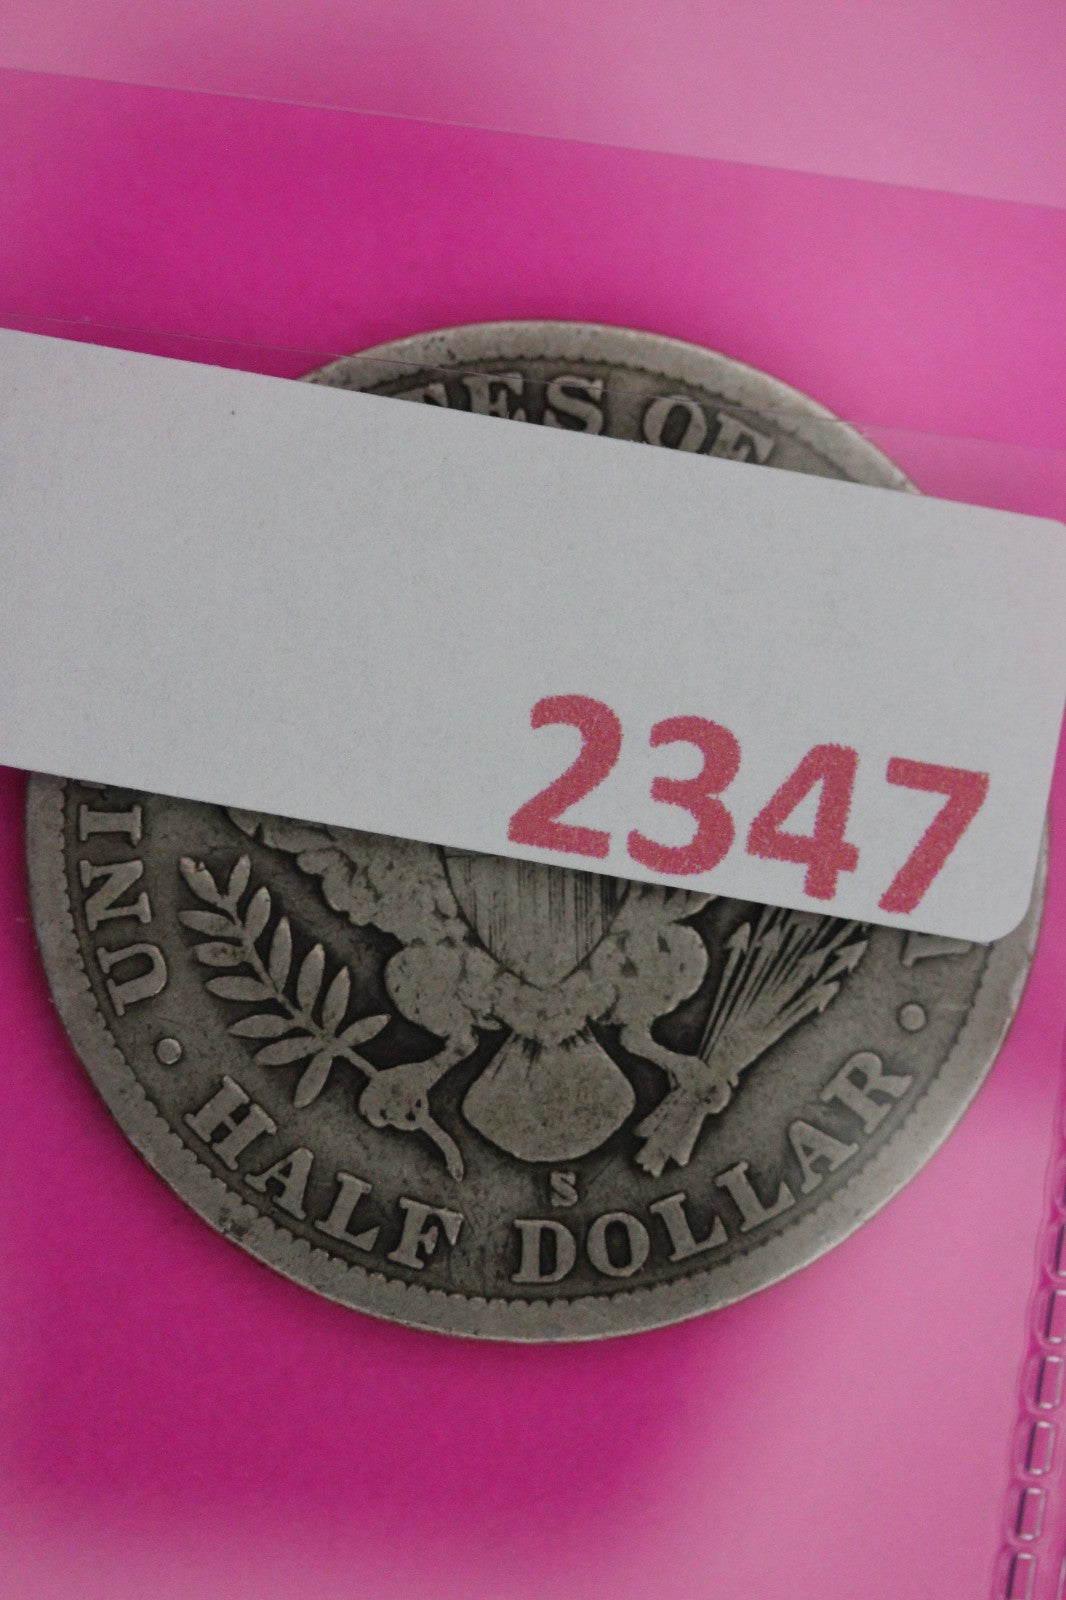 TES OF
2347
UNI
HALF DOLLAR
S